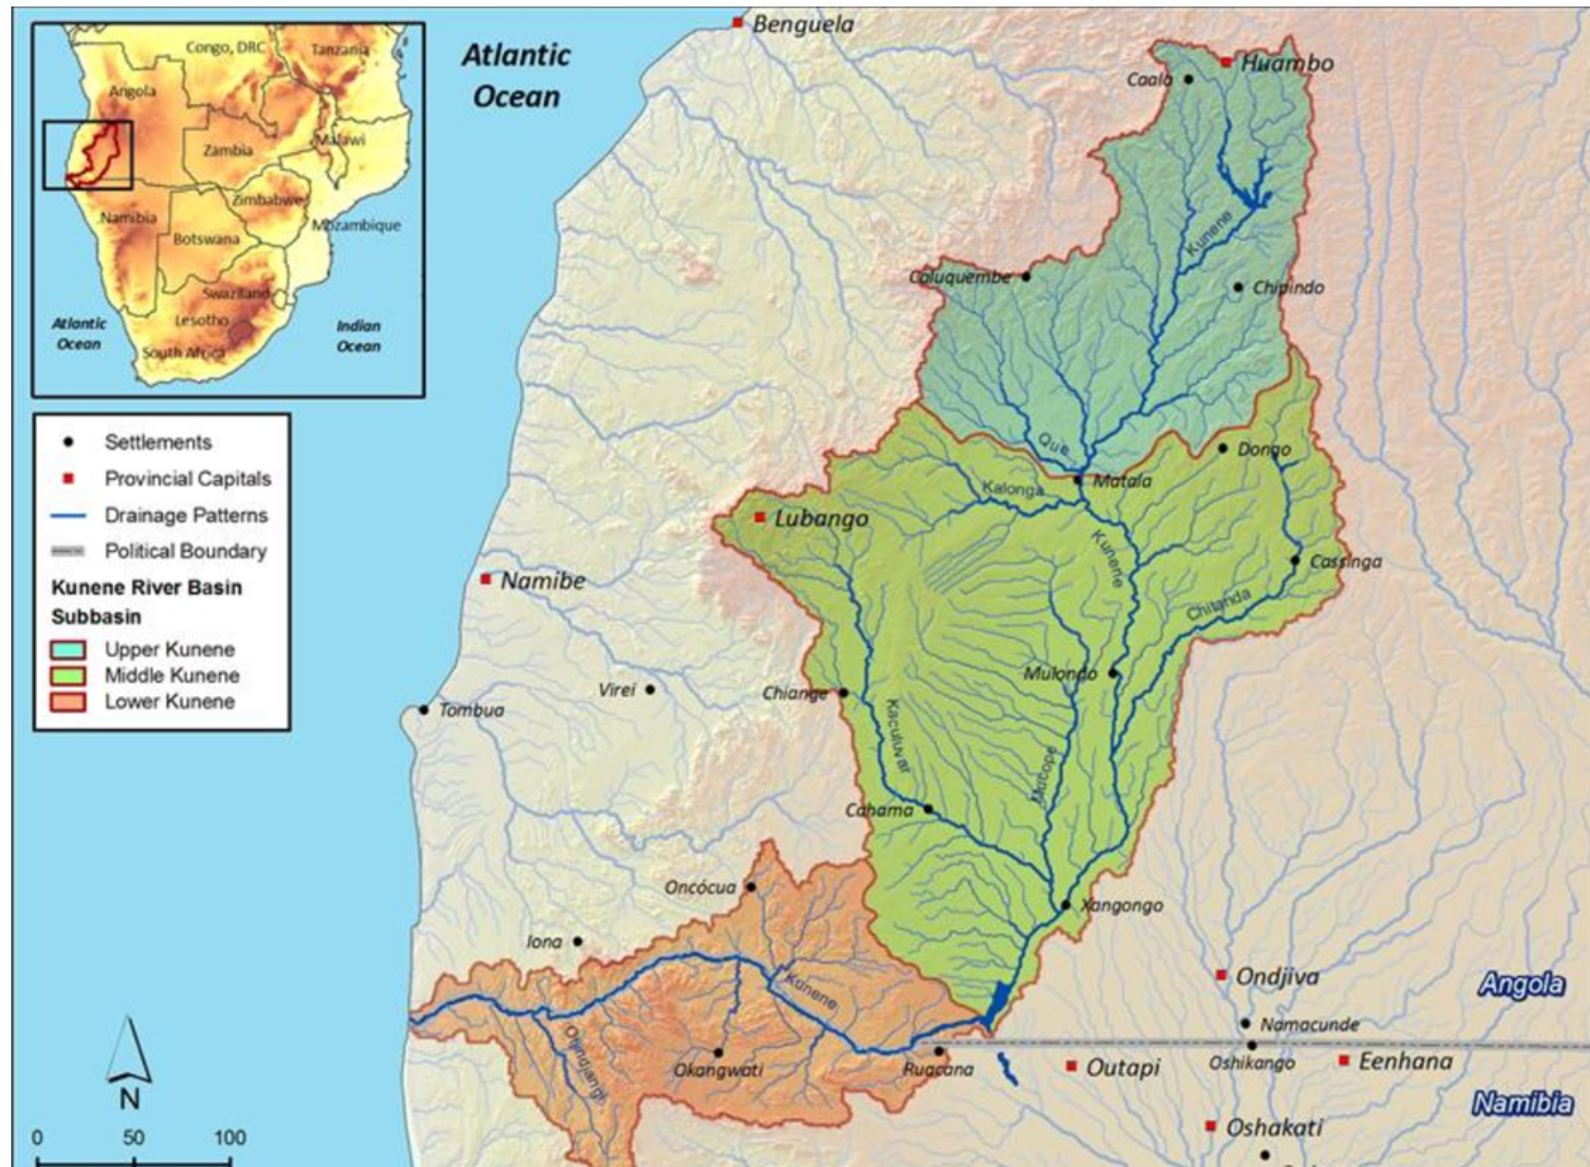 Congo, DRC
Tanzania
Angola
Zambia
Malawi
Zimbabwe
Namibia
Mozambique
Botswana
Swaziland
Lesotho
South Africa
Atlantic
Ocean
Indian
Ocean
Atlantic
Ocean
Settlements
Provincial Capitals
Drainage Patterns
Political Boundary
Kunene River Basin
Subbasin
Upper Kunene
Middle Kunene
Lower Kunene
Benguela
Huambo
Caala
Kunene
Caluquembe
Chipindo
Que
Dongo
Matala
Kalonga
Lubango
Kunene
Cassinga
Namibe
Chitanda
Mulondo
Virei
Chiange
Tombua
Kaculuvar
Mucope
Cahama
Oncócua
Xangongo
Iona
Ondjiva
Angola
Kunene
Namacunde
Otjindjangi
Okangwati
Ruacana
Outapi
Oshikango
Eenhana
Namibia
Oshakati
N
0 50 100